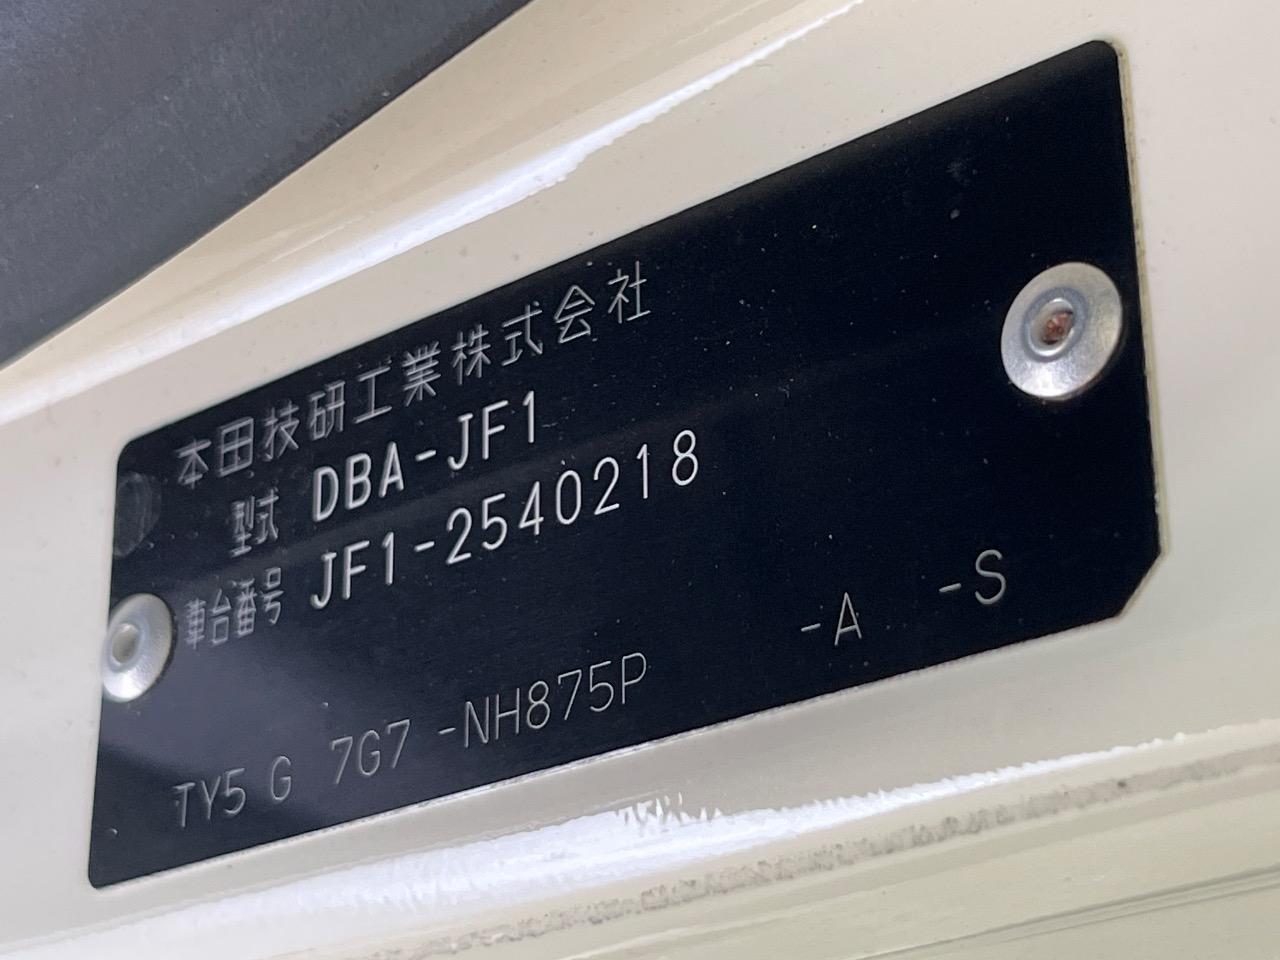 本田技研工業株式会社
型式 DBA-JF1
車台番号 JF1-2540218
TY5 G 7G7 -NH875P -A -S